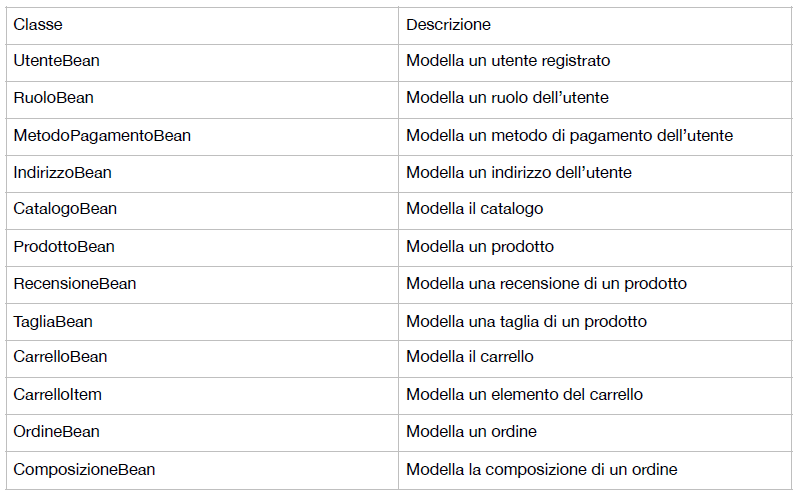 Classe Descrizione
UtenteBean Modella un utente registrato
RuoloBean Modella un ruolo dell’utente
MetodoPagamentoBean Modella un metodo di pagamento dell’utente
IndirizzoBean Modella un indirizzo dell’utente
CatalogoBean Modella il catalogo
ProdottoBean Modella un prodotto
RecensioneBean Modella una recensione di un prodotto
TagliaBean Modella una taglia di un prodotto
CarrelloBean Modella il carrello
CarrelloItem Modella un elemento del carrello
OrdineBean Modella un ordine
ComposizioneBean Modella la composizione di un ordine